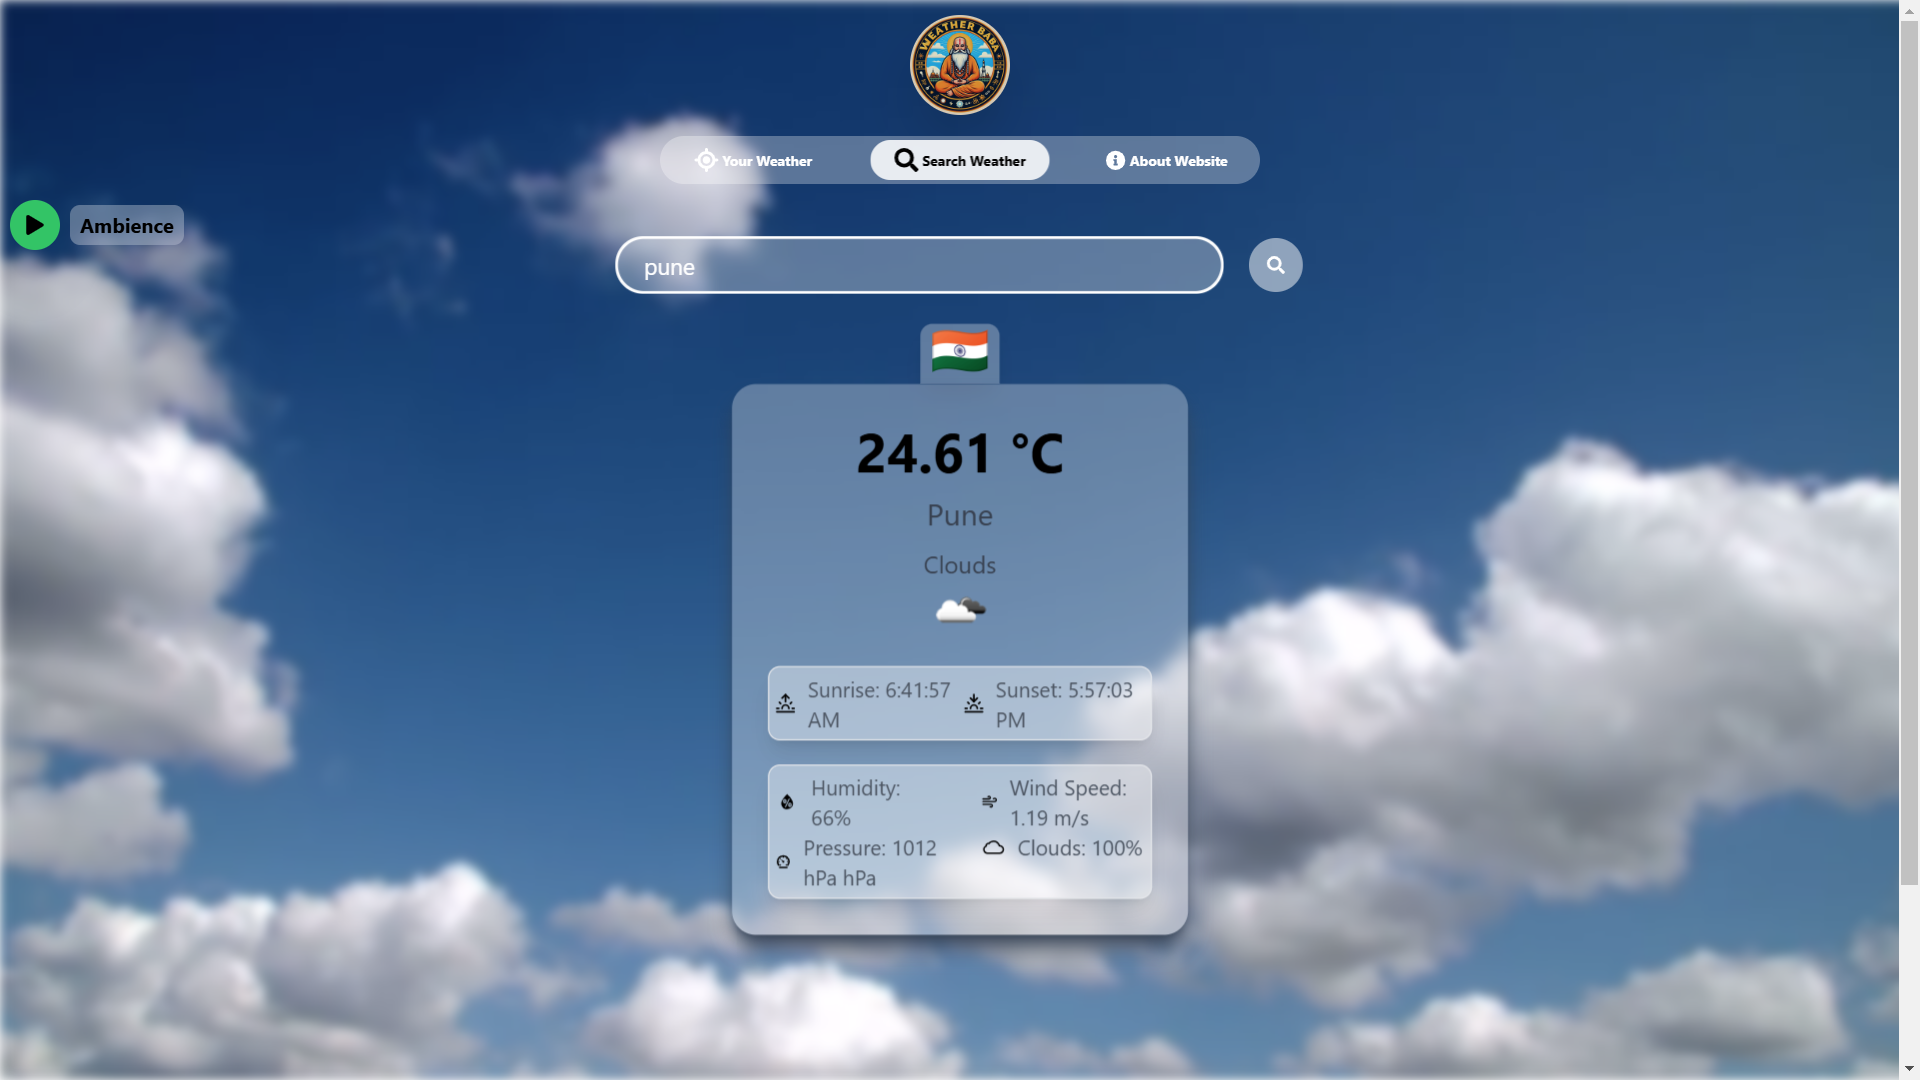 WEATHER BABA
Your Weather
Search Weather
About Website
Ambience
pune
24.61 °C
Pune
Clouds
Sunrise: 6:41:57
AM
Sunset: 5:57:03
PM
Humidity:
66%
Wind Speed:
1.19 m/s
Pressure: 1012
hPa hPa
Clouds: 100%